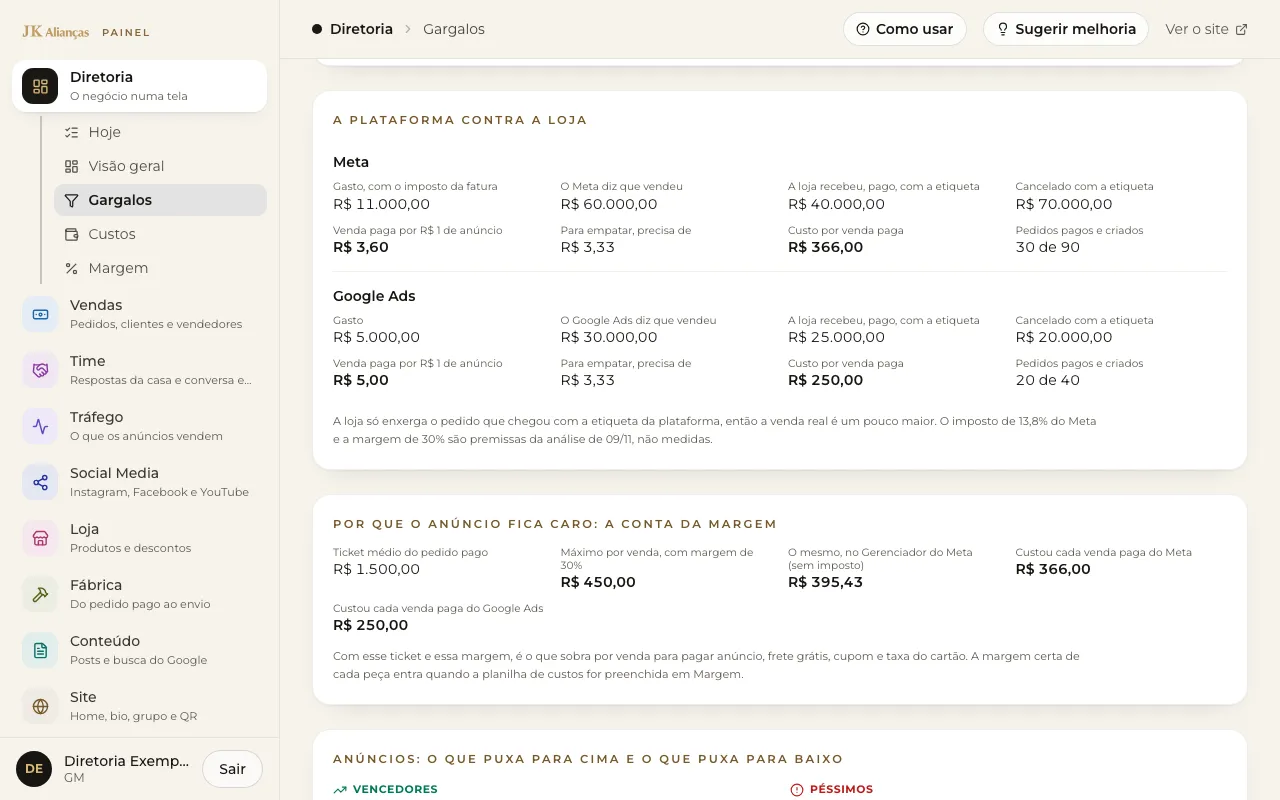 JK Alianças PAINEL
Diretoria
O negócio numa tela
Hoje
Visão geral
Gargalos
Custos
Margem
Vendas
Pedidos, clientes e vendedores
Time
Respostas da casa e conversa e...
Tráfego
O que os anúncios vendem
Social Media
Instagram, Facebook e YouTube
Loja
Produtos e descontos
Fábrica
Do pedido pago ao envio
Conteúdo
Posts e busca do Google
Site
Home, bio, grupo e QR
DE
Diretoria Exemp...
GM
Sair
Diretoria > Gargalos
Como usar
Sugerir melhoria
Ver o site
A PLATAFORMA CONTRA A LOJA
Meta
Gasto, com o imposto da fatura
R$ 11.000,00
O Meta diz que vendeu
R$ 60.000,00
A loja recebeu, pago, com a etiqueta
R$ 40.000,00
Cancelado com a etiqueta
R$ 70.000,00
Venda paga por R$ 1 de anúncio
R$ 3,60
Para empatar, precisa de
R$ 3,33
Custo por venda paga
R$ 366,00
Pedidos pagos e criados
30 de 90
Google Ads
Gasto
R$ 5.000,00
O Google Ads diz que vendeu
R$ 30.000,00
A loja recebeu, pago, com a etiqueta
R$ 25.000,00
Cancelado com a etiqueta
R$ 20.000,00
Venda paga por R$ 1 de anúncio
R$ 5,00
Para empatar, precisa de
R$ 3,33
Custo por venda paga
R$ 250,00
Pedidos pagos e criados
20 de 40
A loja só enxerga o pedido que chegou com a etiqueta da plataforma, então a venda real é um pouco maior. O imposto de 13,8% do Meta
e a margem de 30% são premissas da análise de 09/11, não medidas.
POR QUE O ANÚNCIO FICA CARO: A CONTA DA MARGEM
Ticket médio do pedido pago
R$ 1.500,00
Máximo por venda, com margem de
30%
R$ 450,00
O mesmo, no Gerenciador do Meta
(sem imposto)
R$ 395,43
Custou cada venda paga do Meta
R$ 366,00
Custou cada venda paga do Google Ads
R$ 250,00
Com esse ticket e essa margem, é o que sobra por venda para pagar anúncio, frete grátis, cupom e taxa do cartão. A margem certa de
cada peça entra quando a planilha de custos for preenchida em Margem.
ANÚNCIOS: O QUE PUXA PARA CIMA E O QUE PUXA PARA BAIXO
VENCEDORES
PÉSSIMOS